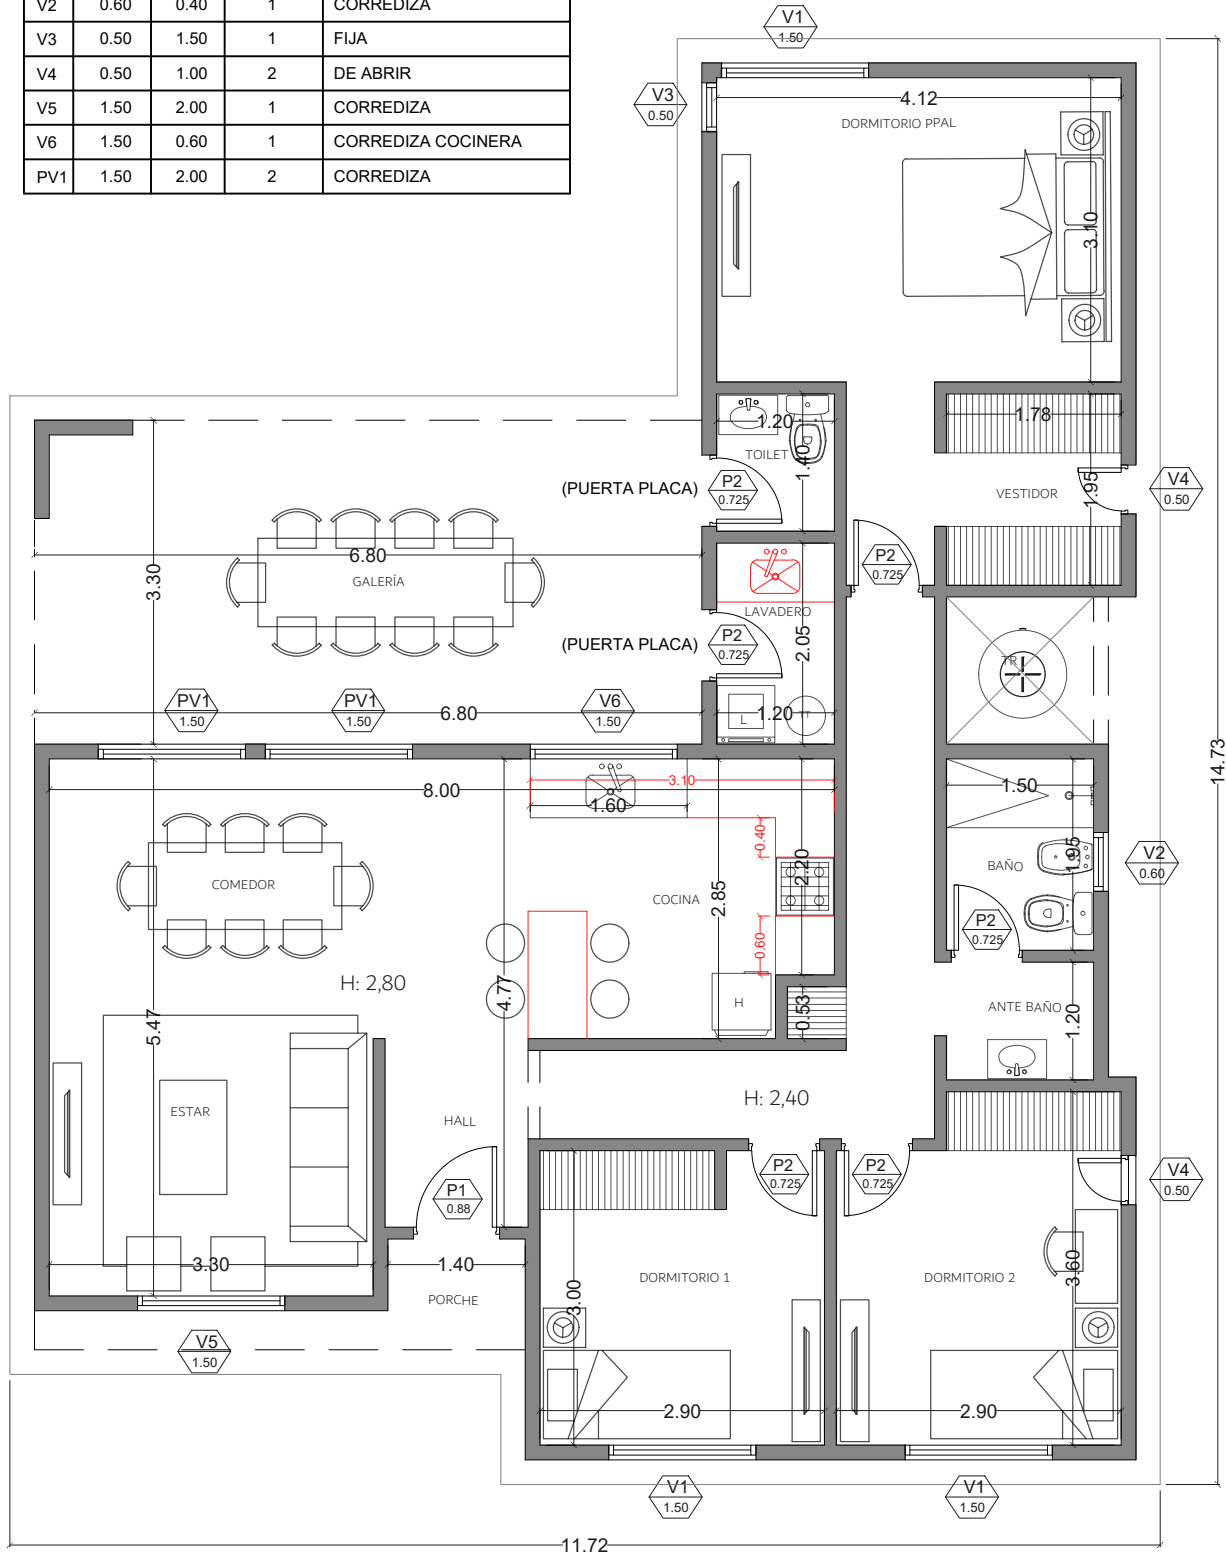 V2 0.60 0.40 1 CORREDIZA
V3 0.50 1.50 1 FIJA
V4 0.50 1.00 2 DE ABRIR
V5 1.50 2.00 1 CORREDIZA
V6 1.50 0.60 1 CORREDIZA COCINERA
PV1 1.50 2.00 2 CORREDIZA
V1
1.50
V3
0.50
4.12
DORMITORIO PPAL
3.10
1.20
TOILET
1.40
1.78
VESTIDOR
1.95
V4
0.50
(PUERTA PLACA)
P2
0.725
6.80
GALERÍA
3.30
P2
0.725
LAVADERO
2.05
(PUERTA PLACA)
P2
0.725
TR
PV1
1.50
PV1
1.50
6.80
V6
1.50
L
1.20
TT
14.73
8.00
3.10
1.60
1.50
0.40
2.20
COMEDOR
COCINA
2.85
BAÑO
1.95
V2
0.60
P2
0.725
0.60
H: 2,80
4.77
H
0.53
ANTE BAÑO
1.20
5.47
ESTAR
HALL
H: 2,40
P1
0.88
P2
0.725
P2
0.725
V4
0.50
3.30
1.40
PORCHE
DORMITORIO 1
3.00
DORMITORIO 2
3.60
V5
1.50
2.90
2.90
V1
1.50
V1
1.50
11.72